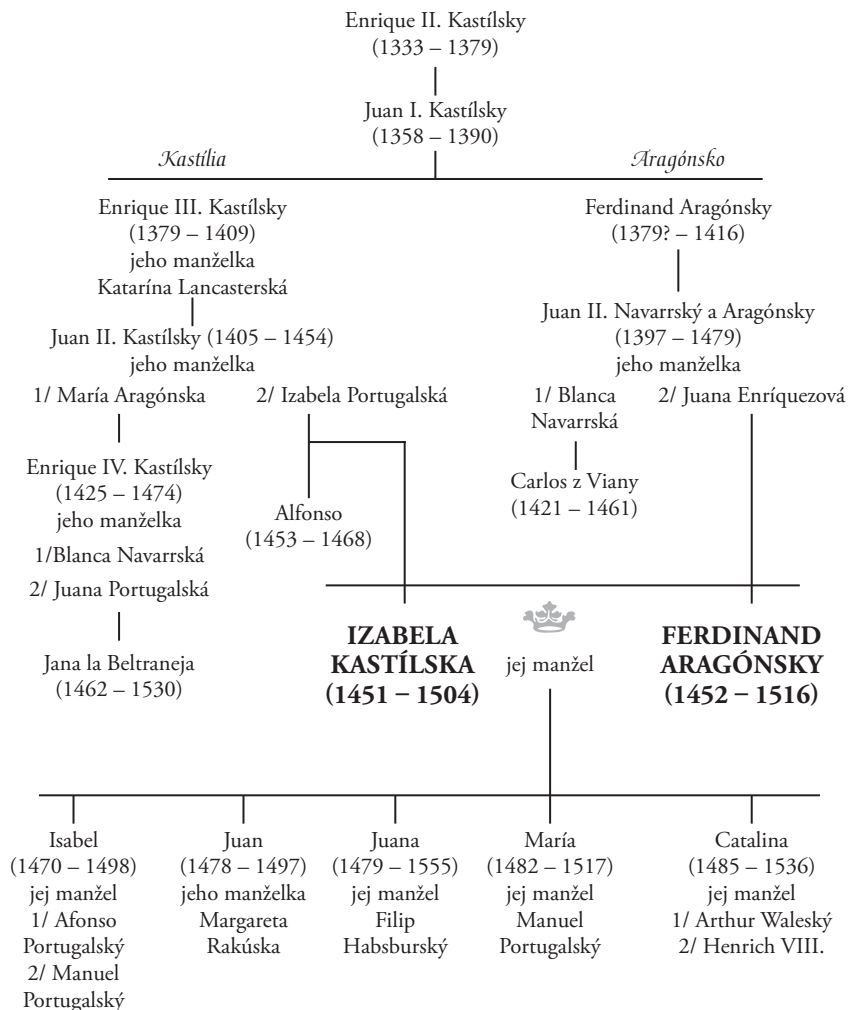 Enrique II. Kastílsky
(1333 – 1379)
Juan I. Kastílsky
(1358 – 1390)
Kastília
Aragónsko
Enrique III. Kastílsky
(1379 – 1409)
jeho manželka
Katarína Lancasterská
Ferdinand Aragónsky
(1379? – 1416)
Juan II. Kastílsky (1405 – 1454)
jeho manželka
Juan II. Navarrský a Aragónsky
(1397 – 1479)
jeho manželka
1/ María Aragónska
2/ Izabela Portugalská
1/ Blanca
Navarrská
2/ Juana Enríquezová
Enrique IV. Kastílsky
(1425 – 1474)
jeho manželka
1/Blanca Navarrská
2/ Juana Portugalská
Alfonso
(1453 – 1468)
Carlos z Viany
(1421 – 1461)
Jana la Beltraneja
(1462 – 1530)
IZABELA
KASTÍLSKA
(1451 – 1504)
jej manžel
FERDINAND
ARAGÓNSKY
(1452 – 1516)
Isabel
(1470 – 1498)
jej manžel
1/ Afonso
Portugalský
2/ Manuel
Portugalský
Juan
(1478 – 1497)
jeho manželka
Margareta
Rakúska
Juana
(1479 – 1555)
jej manžel
Filip
Habsburský
María
(1482 – 1517)
jej manžel
Manuel
Portugalský
Catalina
(1485 – 1536)
jej manžel
1/ Arthur Waleský
2/ Henrich VIII.